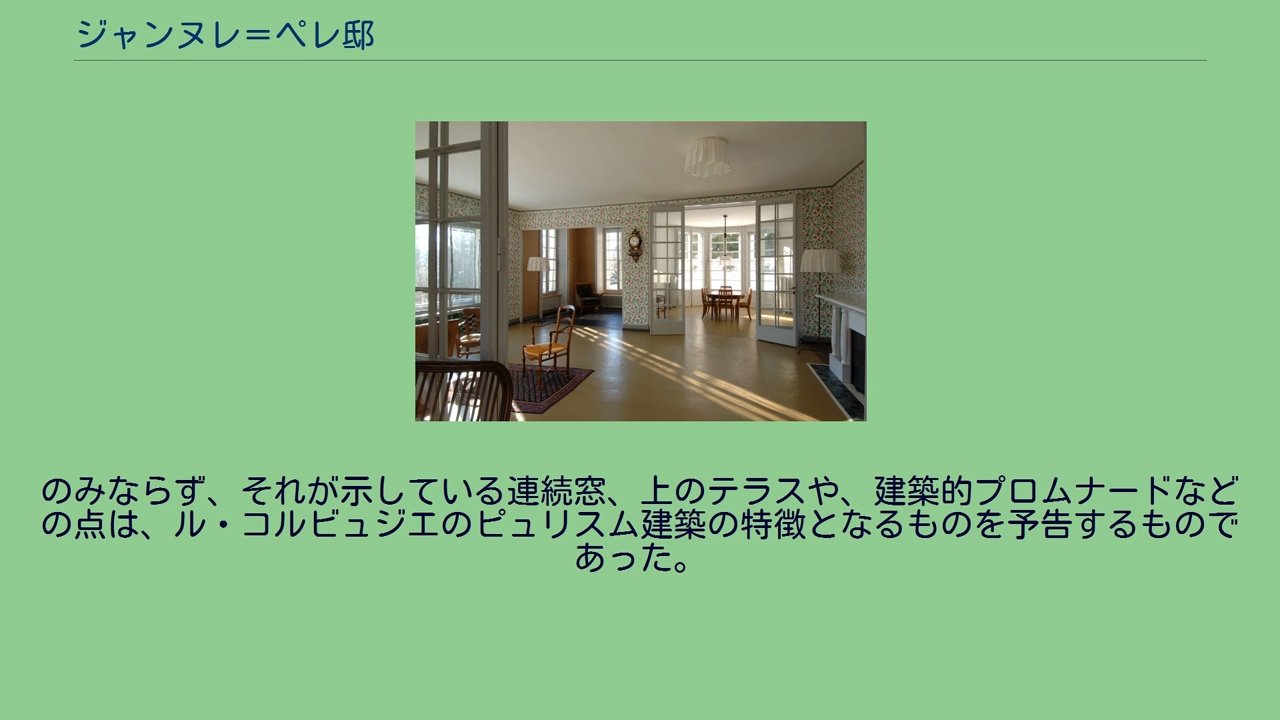 ジャンヌレ＝ペレ邸
のみならず、それが示している連続窓、上のテラスや、建築的プロムナードなど
の点は、ル・コルビュジエのピュリスム建築の特徴となるものを予告するもので
あった。